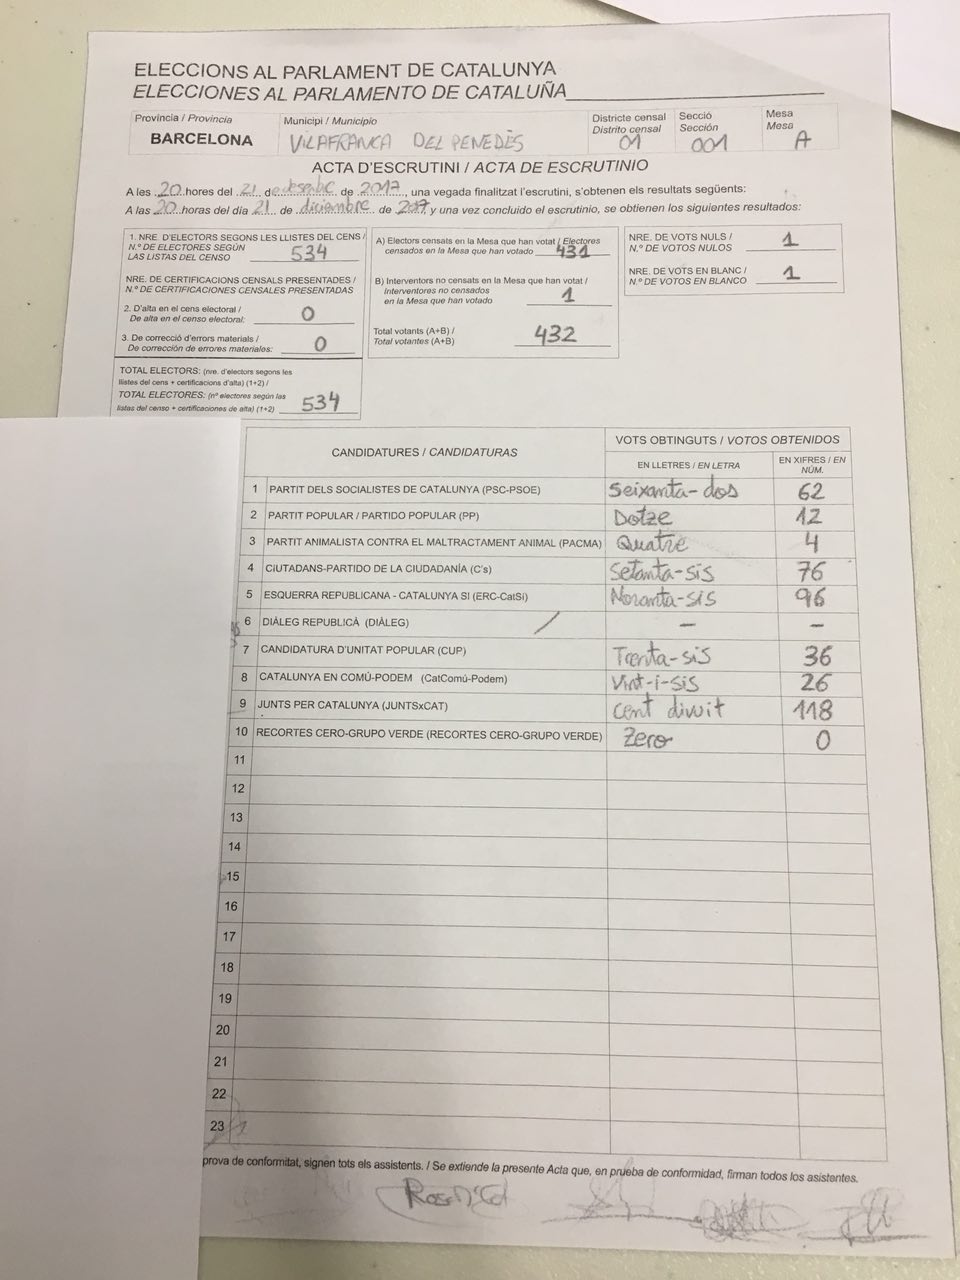 ELECCIONS AL PARLAMENT DE CATALUNYA
ELECCIONES AL PARLAMENTO DE CATALUÑA
Província / Provincia
BARCELONA
Municipi / Municipio
VILAFRANCA DEL PENEDÈS
Districte censal
Distrito censal
01
Secció
Sección
001
Mesa
Mesa
A
ACTA D'ESCRUTINI / ACTA DE ESCRUTINIO
A les 20 hores del 21 de desembre de 2017, una vegada finalitzat l'escrutini, s'obtenen els resultats següents:
A las 20 horas del día 21 de diciembre de 2017 y una vez concluido el escrutinio, se obtienen los siguientes resultados:
1. NRE. D'ELECTORS SEGONS LES LLISTES DEL CENS /
N.º DE ELECTORES SEGÚN
LAS LISTAS DEL CENSO 534
NRE. DE CERTIFICACIONS CENSALS PRESENTADES /
N.º DE CERTIFICACIONES CENSALES PRESENTADAS
2. D'alta en el cens electoral /
De alta en el censo electoral: 0
3. De correcció d'errors materials /
De corrección de errores materiales: 0
TOTAL ELECTORS: (nre. d'electors segons les
llistes del cens + certificacions d'alta) (1+2) /
TOTAL ELECTORES: (nº electores según las
listas del censo + certificaciones de alta) (1+2) 534
A) Electors censats en la Mesa que han votat / Electores
censados en la Mesa que han votado 431
B) Interventors no censats en la Mesa que han votat /
Interventores no censados
en la Mesa que han votado 1
Total votants (A+B) /
Total votantes (A+B) 432
NRE. DE VOTS NULS /
N.º DE VOTOS NULOS 1
NRE. DE VOTS EN BLANC /
N.º DE VOTOS EN BLANCO 1
CANDIDATURES / CANDIDATURAS
VOTS OBTINGUTS / VOTOS OBTENIDOS
EN LLETRES / EN LETRA
EN XIFRES / EN
NÚM.
1 PARTIT DELS SOCIALISTES DE CATALUNYA (PSC-PSOE) Seixanta-dos 62
2 PARTIT POPULAR / PARTIDO POPULAR (PP) Dotze 12
3 PARTIT ANIMALISTA CONTRA EL MALTRACTAMENT ANIMAL (PACMA) Quatre 4
4 CIUTADANS-PARTIDO DE LA CIUDADANÍA (C's) Setanta-sis 76
5 ESQUERRA REPUBLICANA - CATALUNYA SI (ERC-CatSí) Noranta-sis 96
6 DIÀLEG REPUBLICÀ (DIÀLEG) / – –
7 CANDIDATURA D'UNITAT POPULAR (CUP) Trenta-sis 36
8 CATALUNYA EN COMÚ-PODEM (CatComú-Podem) Vint-i-sis 26
9 JUNTS PER CATALUNYA (JUNTSxCAT) cent divuit 118
10 RECORTES CERO-GRUPO VERDE (RECORTES CERO-GRUPO VERDE) Zero 0
11
12
13
14
15
16
17
18
19
20
21
22
23
prova de conformitat, signen tots els assistents. / Se extiende la presente Acta que, en prueba de conformidad, firman todos los asistentes.